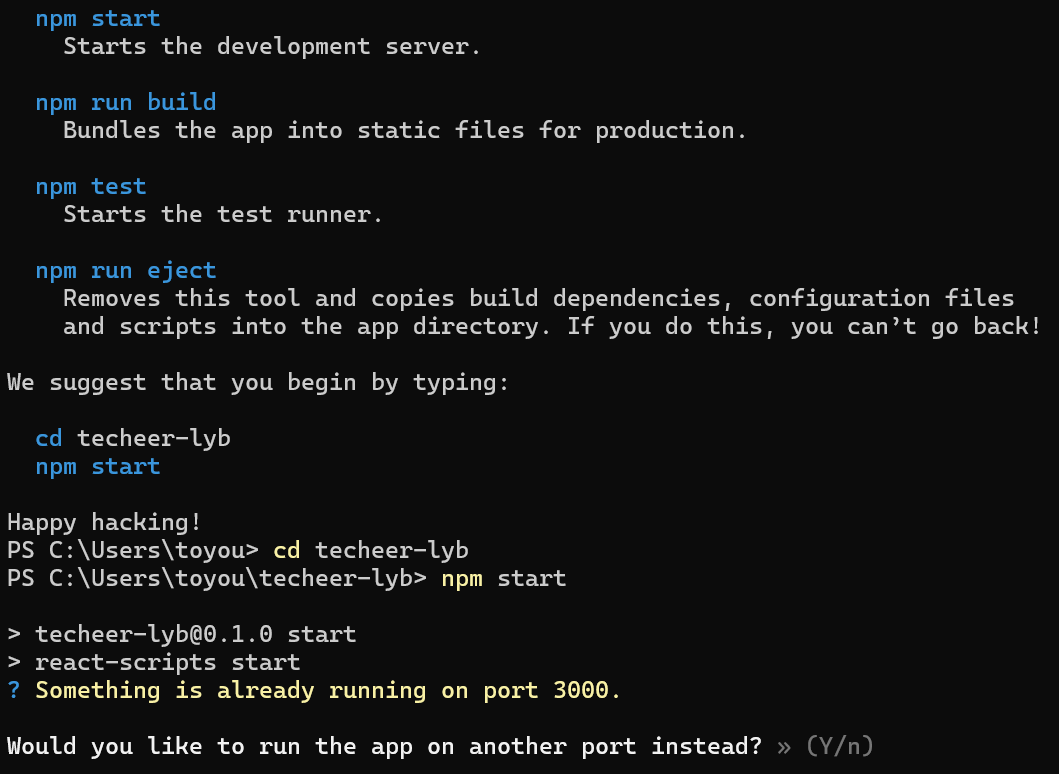 npm start
Starts the development server.
npm run build
Bundles the app into static files for production.
npm test
Starts the test runner.
npm run eject
Removes this tool and copies build dependencies, configuration files
and scripts into the app directory. If you do this, you can’t go back!
We suggest that you begin by typing:
cd techeer-lyb
npm start
Happy hacking!
PS C:\Users\toyou> cd techeer-lyb
PS C:\Users\toyou\techeer-lyb> npm start
> techeer-lyb@0.1.0 start
> react-scripts start
? Something is already running on port 3000.
Would you like to run the app on another port instead? » (Y/n)